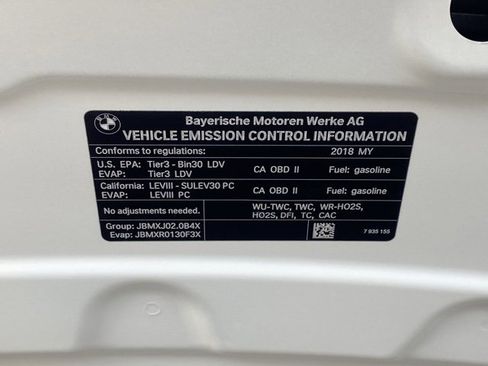 BMW
Bayerische Motoren Werke AG
VEHICLE EMISSION CONTROL INFORMATION
Conforms to regulations: 2018 MY
U.S. EPA: Tier3 - Bin30 LDV CA OBD II Fuel: gasoline
EVAP: Tier3 LDV
California: LEVIII - SULEV30 PC CA OBD II Fuel: gasoline
EVAP: LEVIII PC
No adjustments needed. WU-TWC, TWC, WR-HO2S,
HO2S, DFI, TC, CAC
Group: JBMXJ02.0B4X
Evap: JBMXR0130F3X 7 935 155